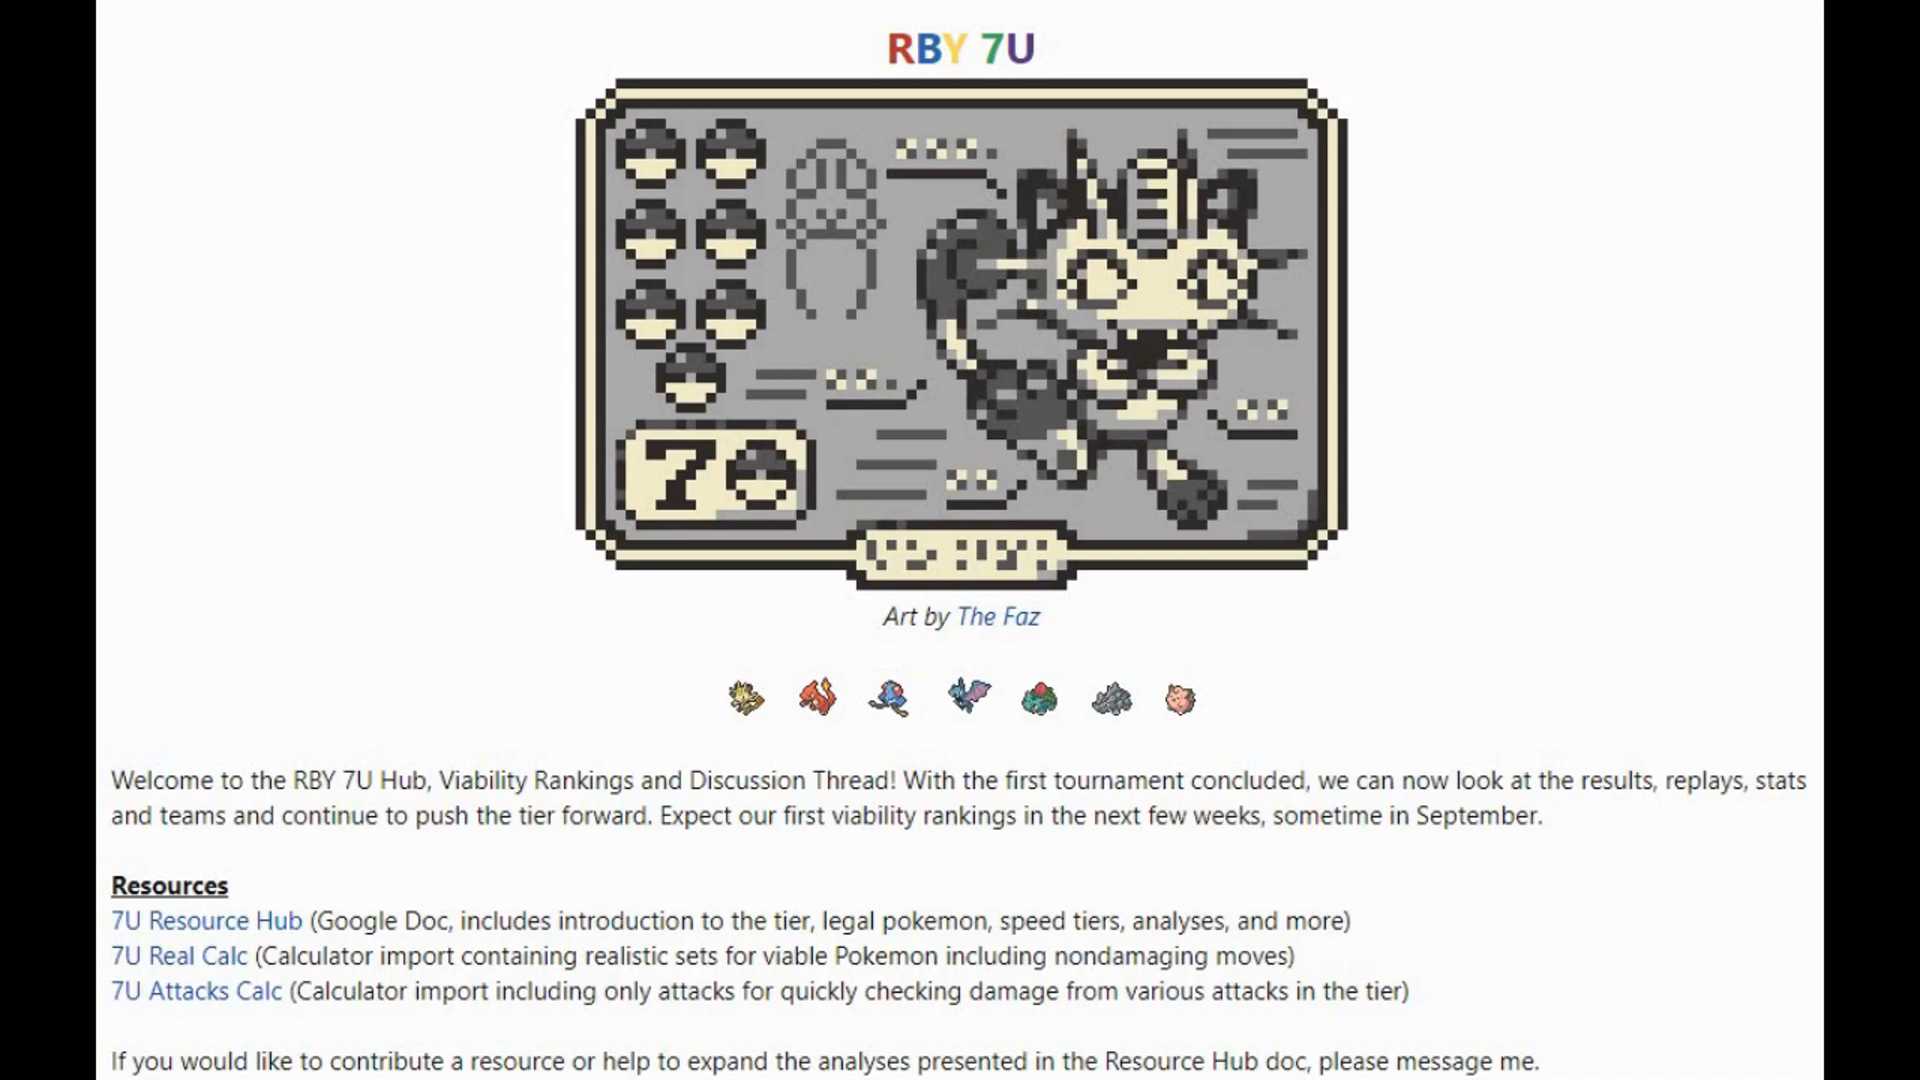 RBY 7U
7
Art by The Faz
Welcome to the RBY 7U Hub, Viability Rankings and Discussion Thread! With the first tournament concluded, we can now look at the results, replays, stats
and teams and continue to push the tier forward. Expect our first viability rankings in the next few weeks, sometime in September.
Resources
7U Resource Hub (Google Doc, includes introduction to the tier, legal pokemon, speed tiers, analyses, and more)
7U Real Calc (Calculator import containing realistic sets for viable Pokemon including nondamaging moves)
7U Attacks Calc (Calculator import including only attacks for quickly checking damage from various attacks in the tier)
If you would like to contribute a resource or help to expand the analyses presented in the Resource Hub doc, please message me.